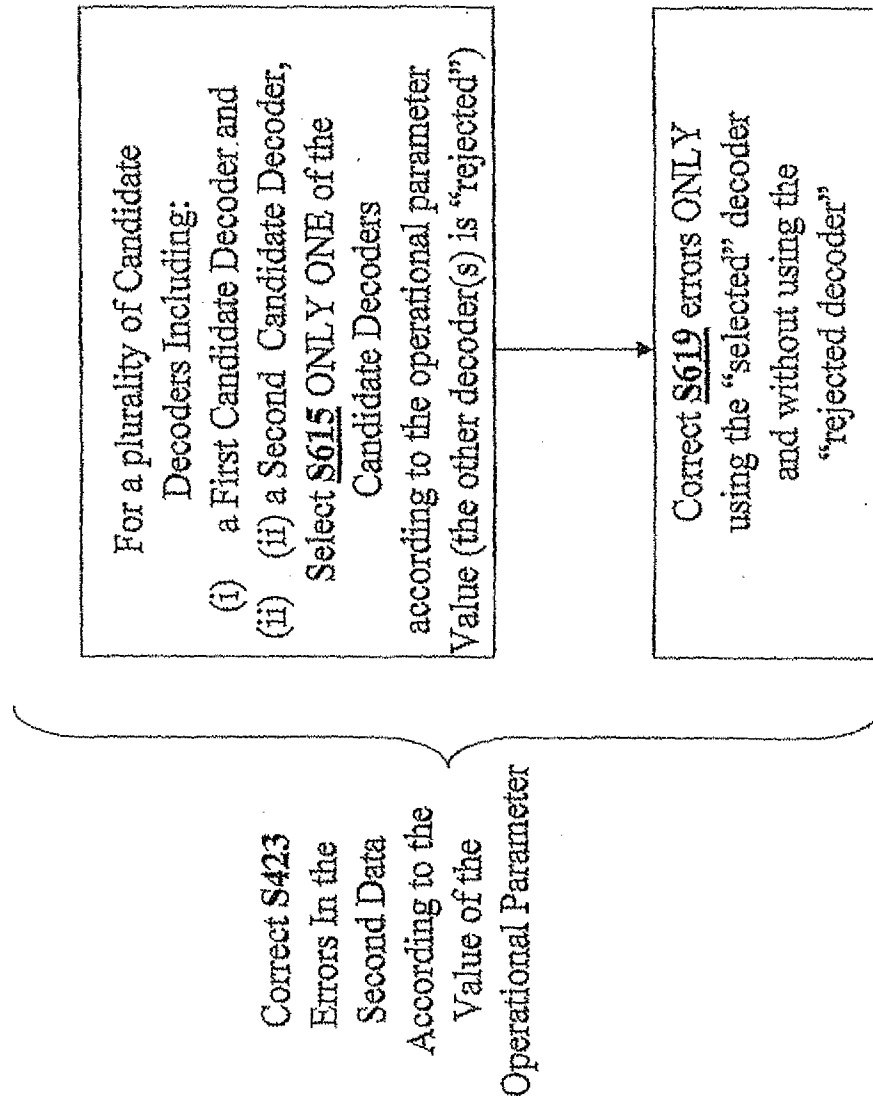 Correct S423
Errors In the
Second Data
According to the
Value of the
Operational Parameter
For a plurality of Candidate
Decoders Including:
(i) a First Candidate Decoder and
(ii) (ii) a Second Candidate Decoder,
Select S615 ONLY ONE of the
Candidate Decoders
according to the operational parameter
Value (the other decoder(s) is “rejected”)
Correct S619 errors ONLY
using the “selected” decoder
and without using the
“rejected decoder”